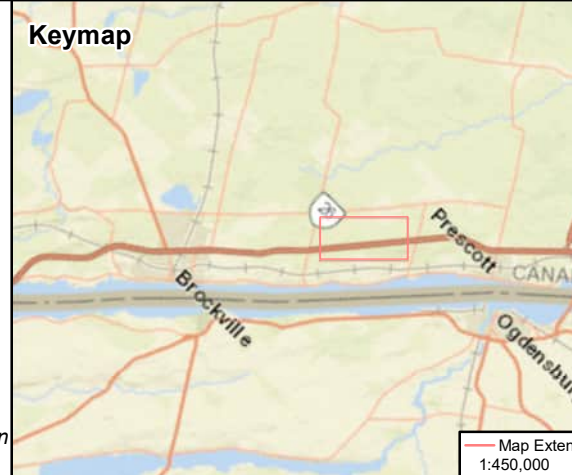 Keymap
Prescott
CANA
Brockville
Ogdensbu
n
Map Exten
1:450,000